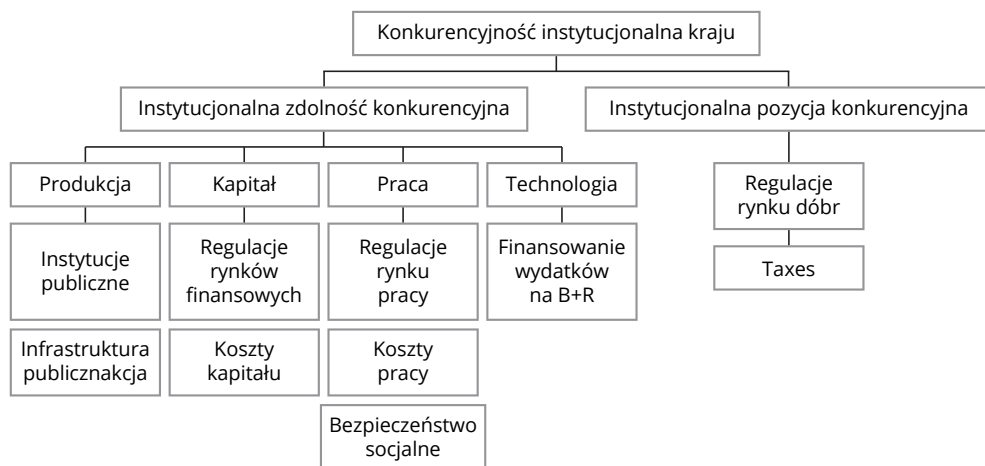 Konkurencyjność instytucjonalna kraju
Instytucjonalna zdolność konkurencyjna
Instytucjonalna pozycja konkurencyjna
Produkcja
Kapitał
Praca
Technologia
Regulacje
rynku dóbr
Instytucje
publiczne
Regulacje
rynków
finansowych
Regulacje
rynku
pracy
Finansowanie
wydatków
na B+R
Taxes
Infrastruktura
publicznakcja
Koszty
kapitału
Koszty
pracy
Bezpieczeństwo
socjalne